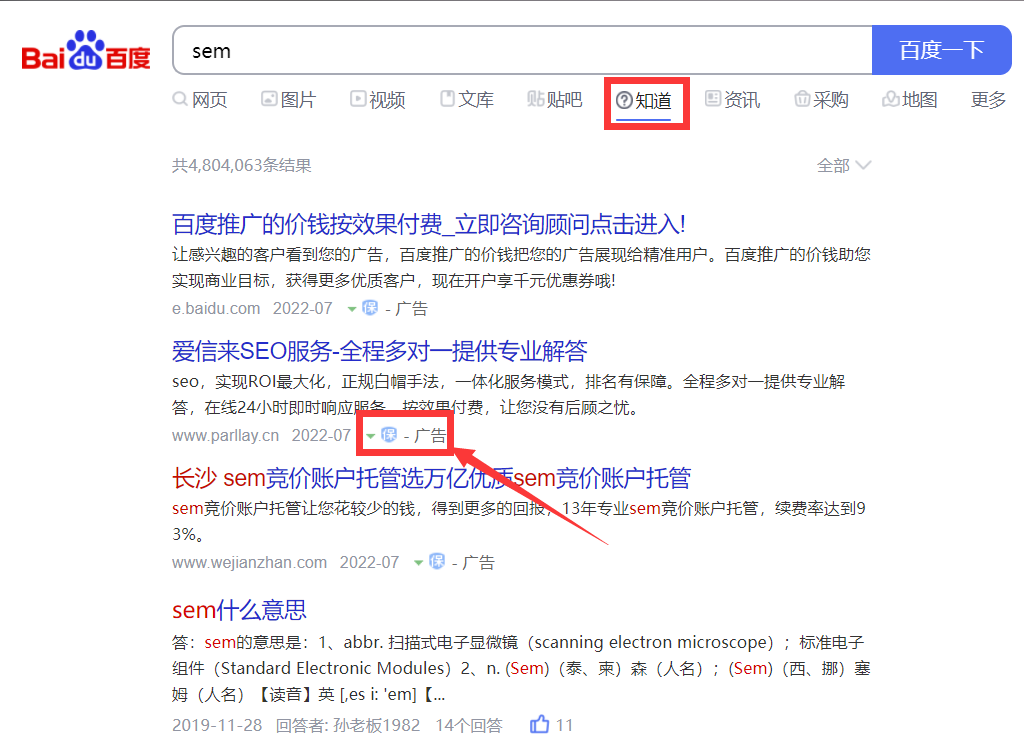 Bai du 百度
sem
百度一下
网页 图片 视频 文库 贴贴吧 知道 资讯 采购 地图 更多
共4,804,063条结果 全部
百度推广的价钱按效果付费_立即咨询顾问点击进入!
让感兴趣的客户看到您的广告，百度推广的价钱把您的广告展现给精准用户。百度推广的价钱助您
实现商业目标，获得更多优质客户，现在开户享千元优惠券哦!
e.baidu.com 2022-07 保 - 广告
爱信来SEO服务-全程多对一提供专业解答
seo，实现ROI最大化，正规白帽手法，一体化服务模式，排名有保障。全程多对一提供专业解
答，在线24小时即时响应服务，按效果付费，让您没有后顾之忧。
www.parllay.cn 2022-07 保 - 广告
长沙 sem竞价账户托管选万亿优质sem竞价账户托管
sem竞价账户托管让您花较少的钱，得到更多的回报，13年专业sem竞价账户托管，续费率达到9
3%。
www.wejianzhan.com 2022-07 保 - 广告
sem什么意思
答：sem的意思是：1、abbr. 扫描式电子显微镜（scanning electron microscope）；标准电子
组件（Standard Electronic Modules）2、n. (Sem)（泰、柬）森（人名）；(Sem)（西、挪）塞
姆（人名）【读音】英 [,es i: 'em]【...
2019-11-28 回答者: 孙老板1982 14个回答 11